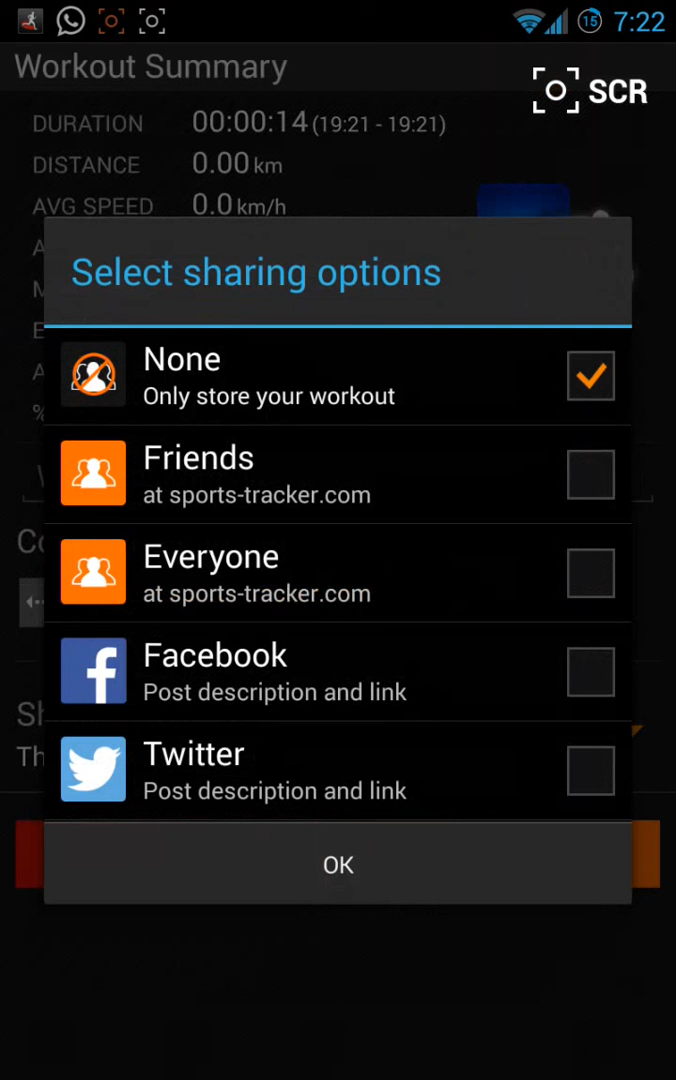 15 7:22
Workout Summary
SCR
DURATION 00:00:14 (19:21 - 19:21)
DISTANCE 0.00 km
AVG SPEED 0.0 km/h
Select sharing options
None
Only store your workout
Friends
at sports-tracker.com
Everyone
at sports-tracker.com
Facebook
Post description and link
Twitter
Post description and link
OK